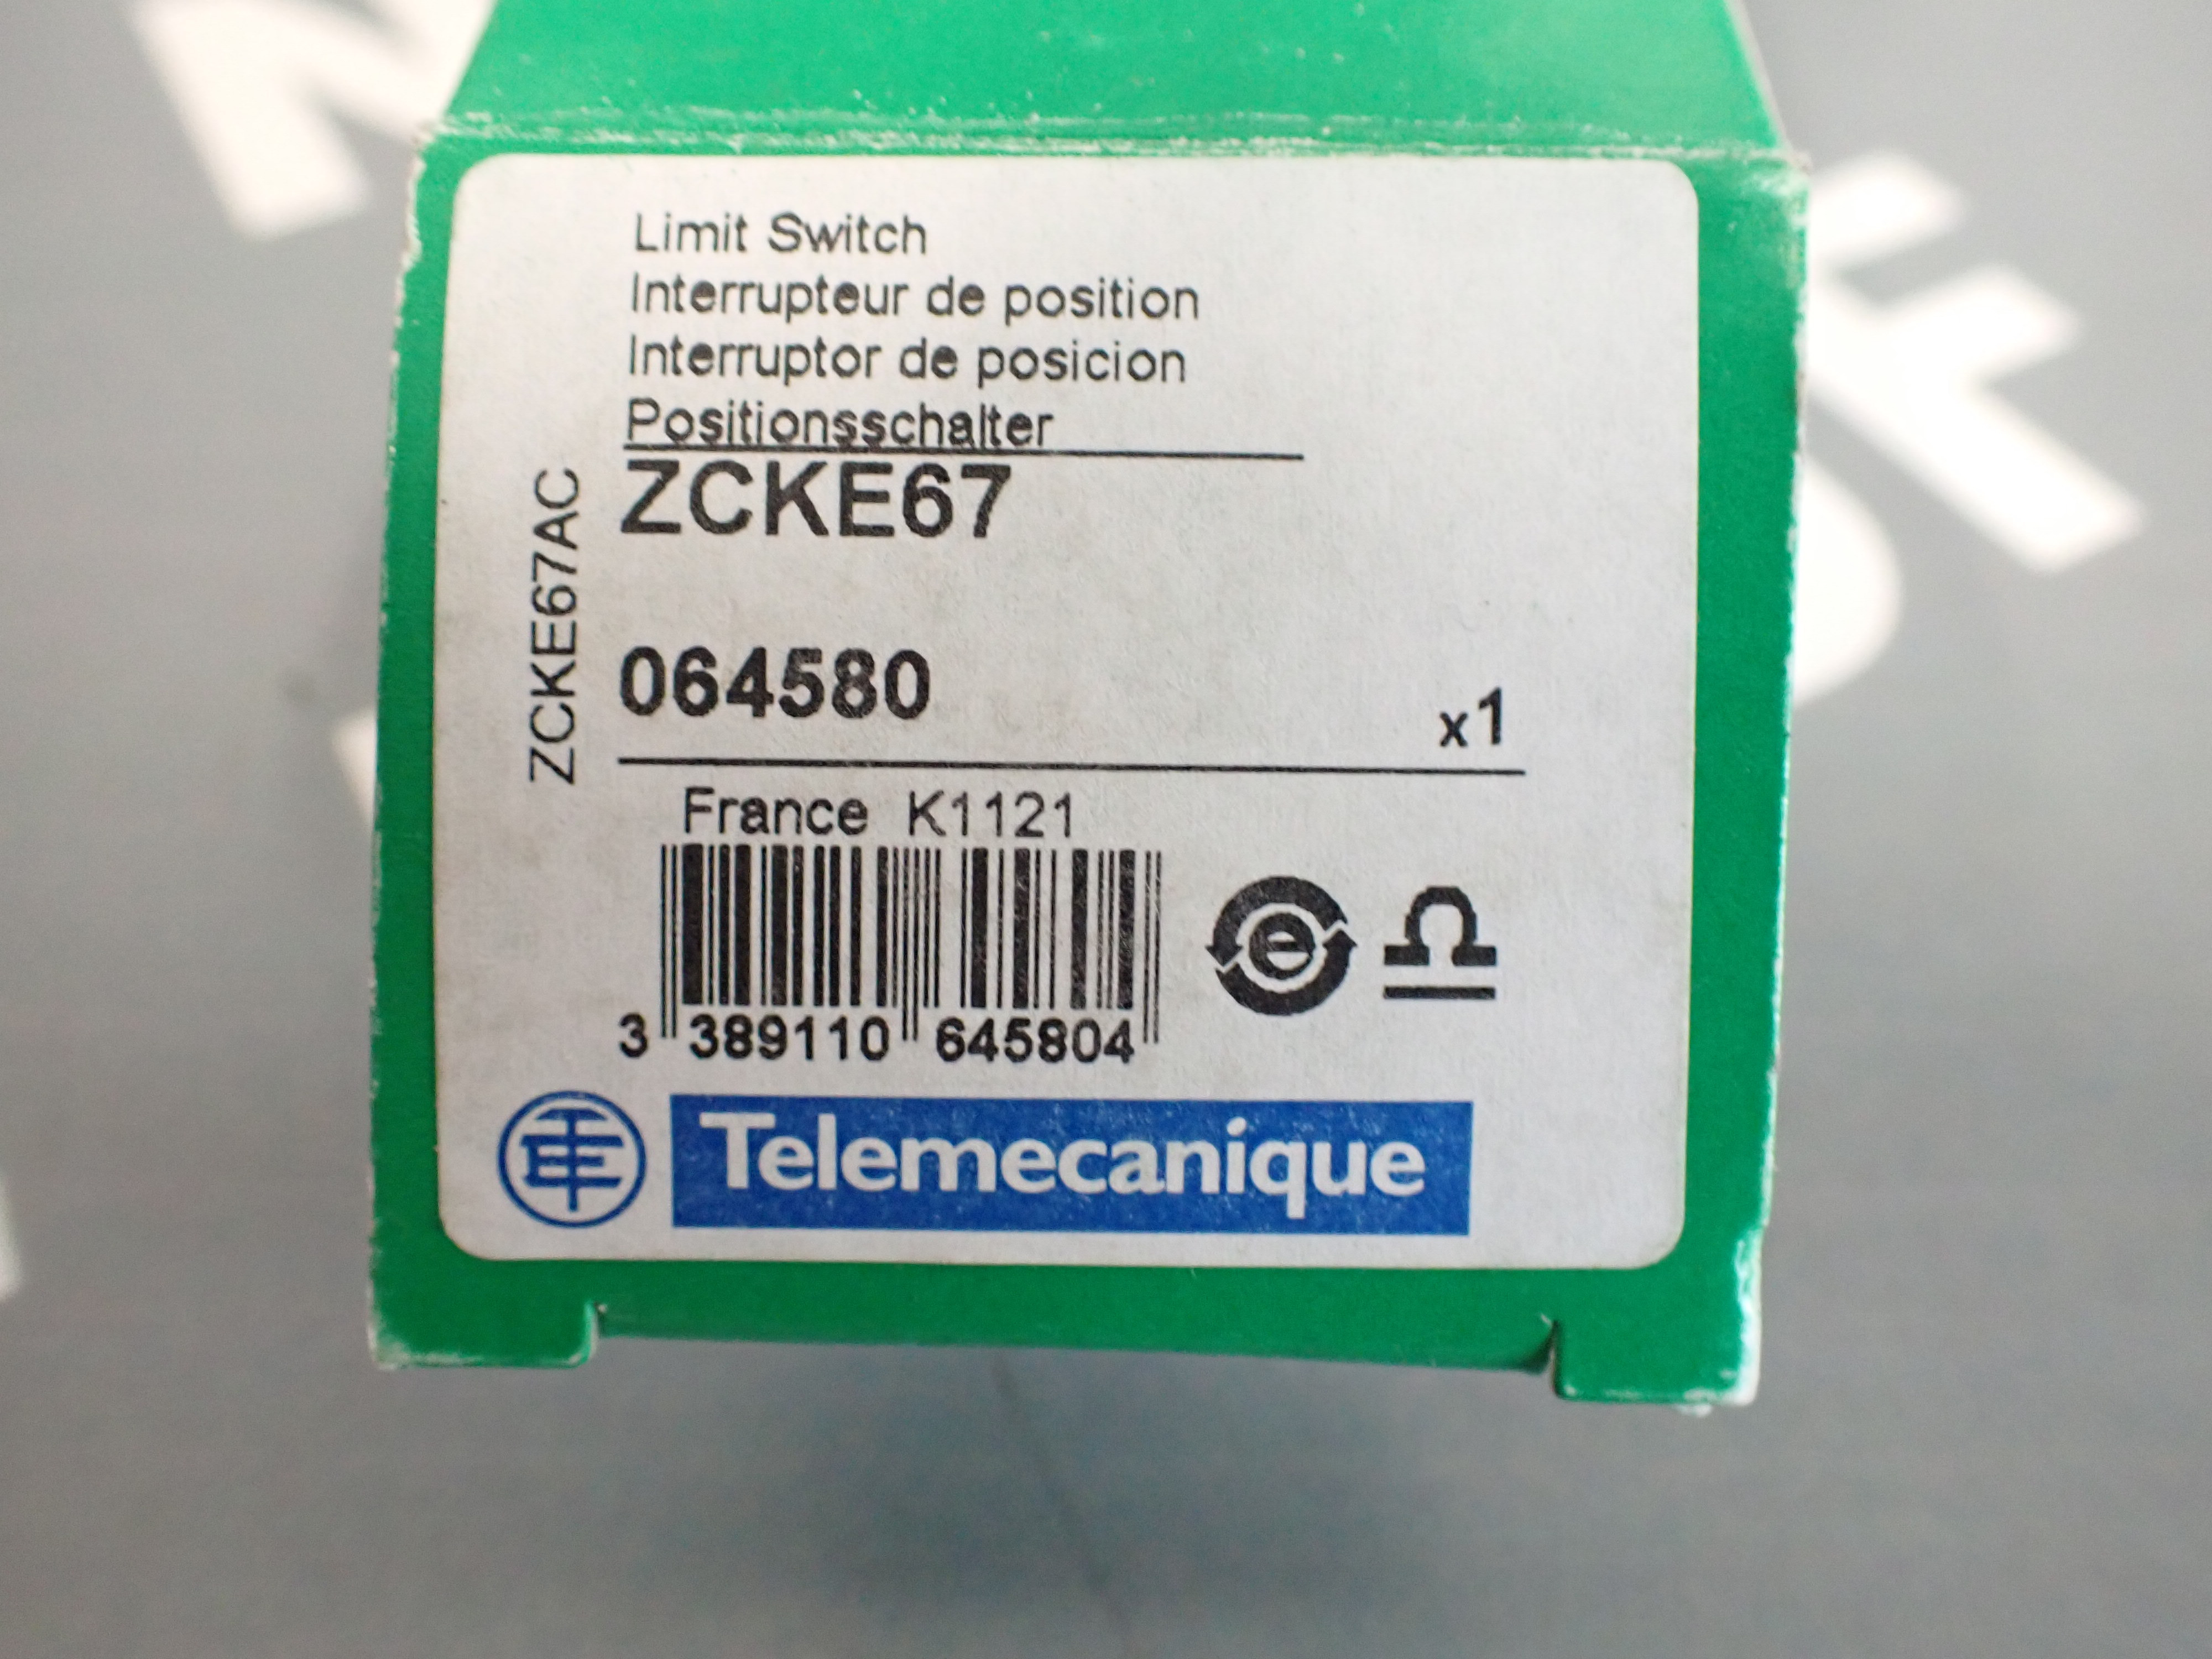 Limit Switch
Interrupteur de position
Interruptor de posicion
Positionsschalter
ZCKE67
ZCKE67AC
064580
x1
France K1121
3 389110 645804
e
TE
Telemecanique